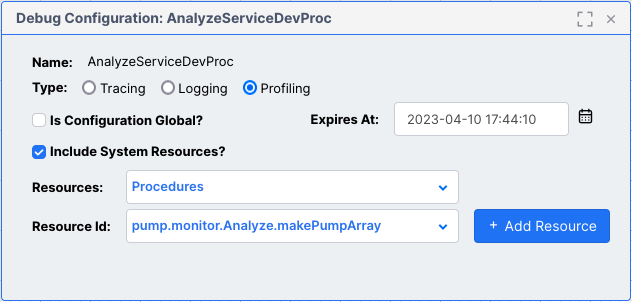 Debug Configuration: AnalyzeServiceDevProc
Name: AnalyzeServiceDevProc
Type: Tracing Logging Profiling
Is Configuration Global? Expires At: 2023-04-10 17:44:10
Include System Resources?
Resources: Procedures
Resource Id: pump.monitor.Analyze.makePumpArray + Add Resource